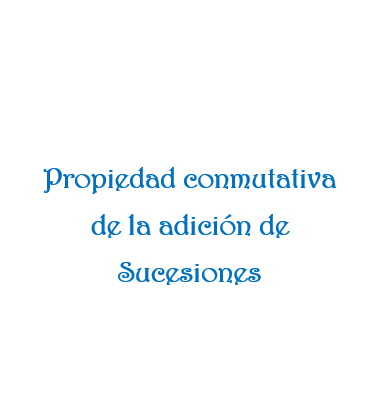 Propiedad conmutativa
de la adición de
Sucesiones